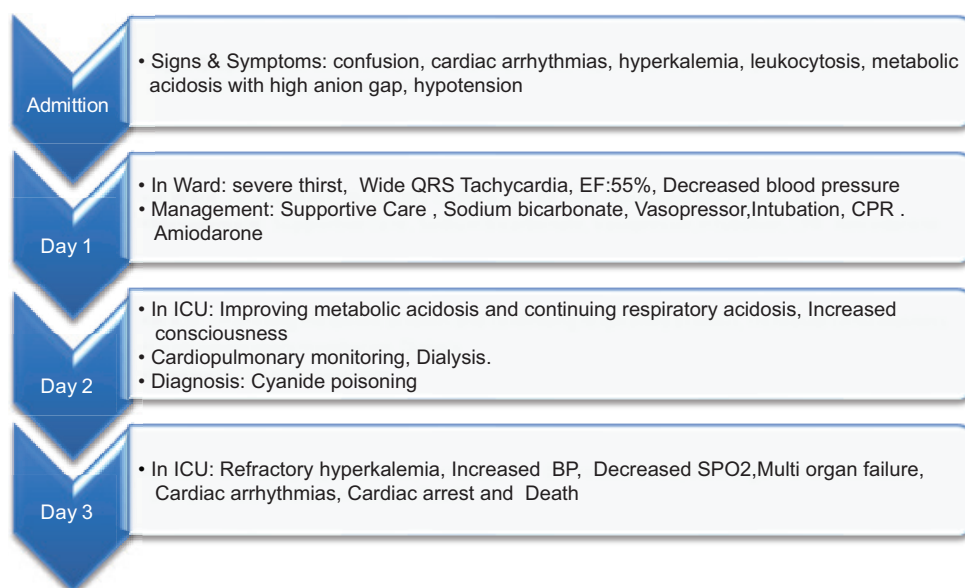 Admittion
• Signs & Symptoms: confusion, cardiac arrhythmias, hyperkalemia, leukocytosis, metabolic
acidosis with high anion gap, hypotension
Day 1
• In Ward: severe thirst, Wide QRS Tachycardia, EF:55%, Decreased blood pressure
• Management: Supportive Care , Sodium bicarbonate, Vasopressor,Intubation, CPR .
Amiodarone
Day 2
• In ICU: Improving metabolic acidosis and continuing respiratory acidosis, Increased
consciousness
• Cardiopulmonary monitoring, Dialysis.
• Diagnosis: Cyanide poisoning
Day 3
• In ICU: Refractory hyperkalemia, Increased BP, Decreased SPO2,Multi organ failure,
Cardiac arrhythmias, Cardiac arrest and Death